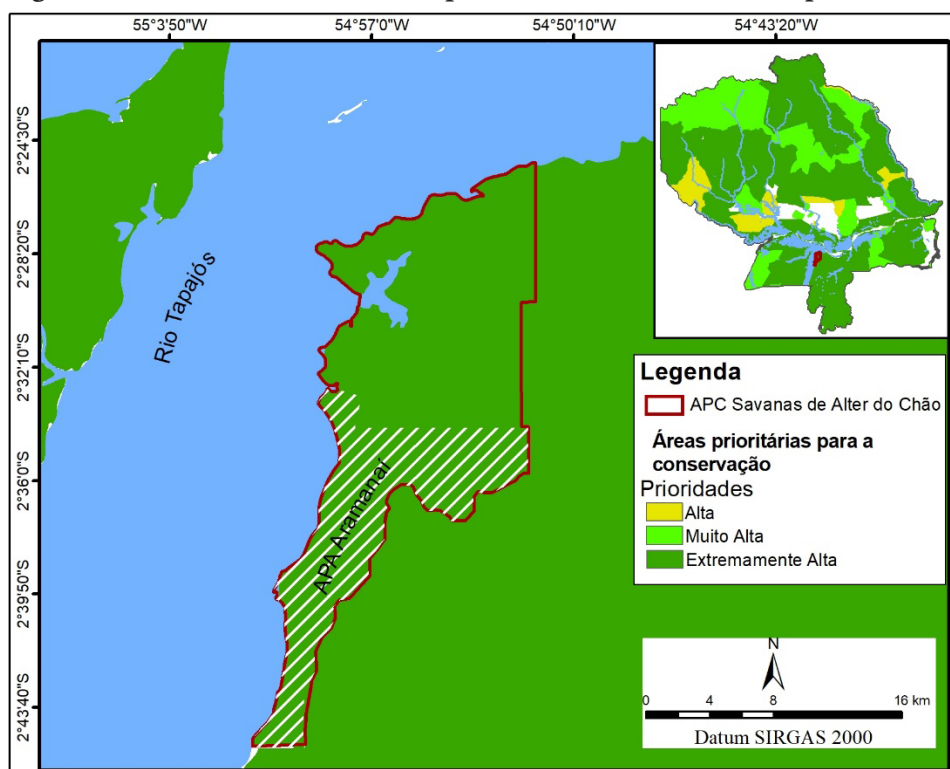 55°3'50"W
54°57'0"W
54°50'10"W
54°43'20"W
2°24'30"S
2°28'20"S
2°32'10"S
2°36'0"S
2°39'50"S
2°43'40"S
Rio Tapajós
APA Aramanaí
Legenda
APC Savanas de Alter do Chão
Áreas prioritárias para a
conservação
Prioridades
Alta
Muito Alta
Extremamente Alta
N
0 4 8 16 km
Datum SIRGAS 2000